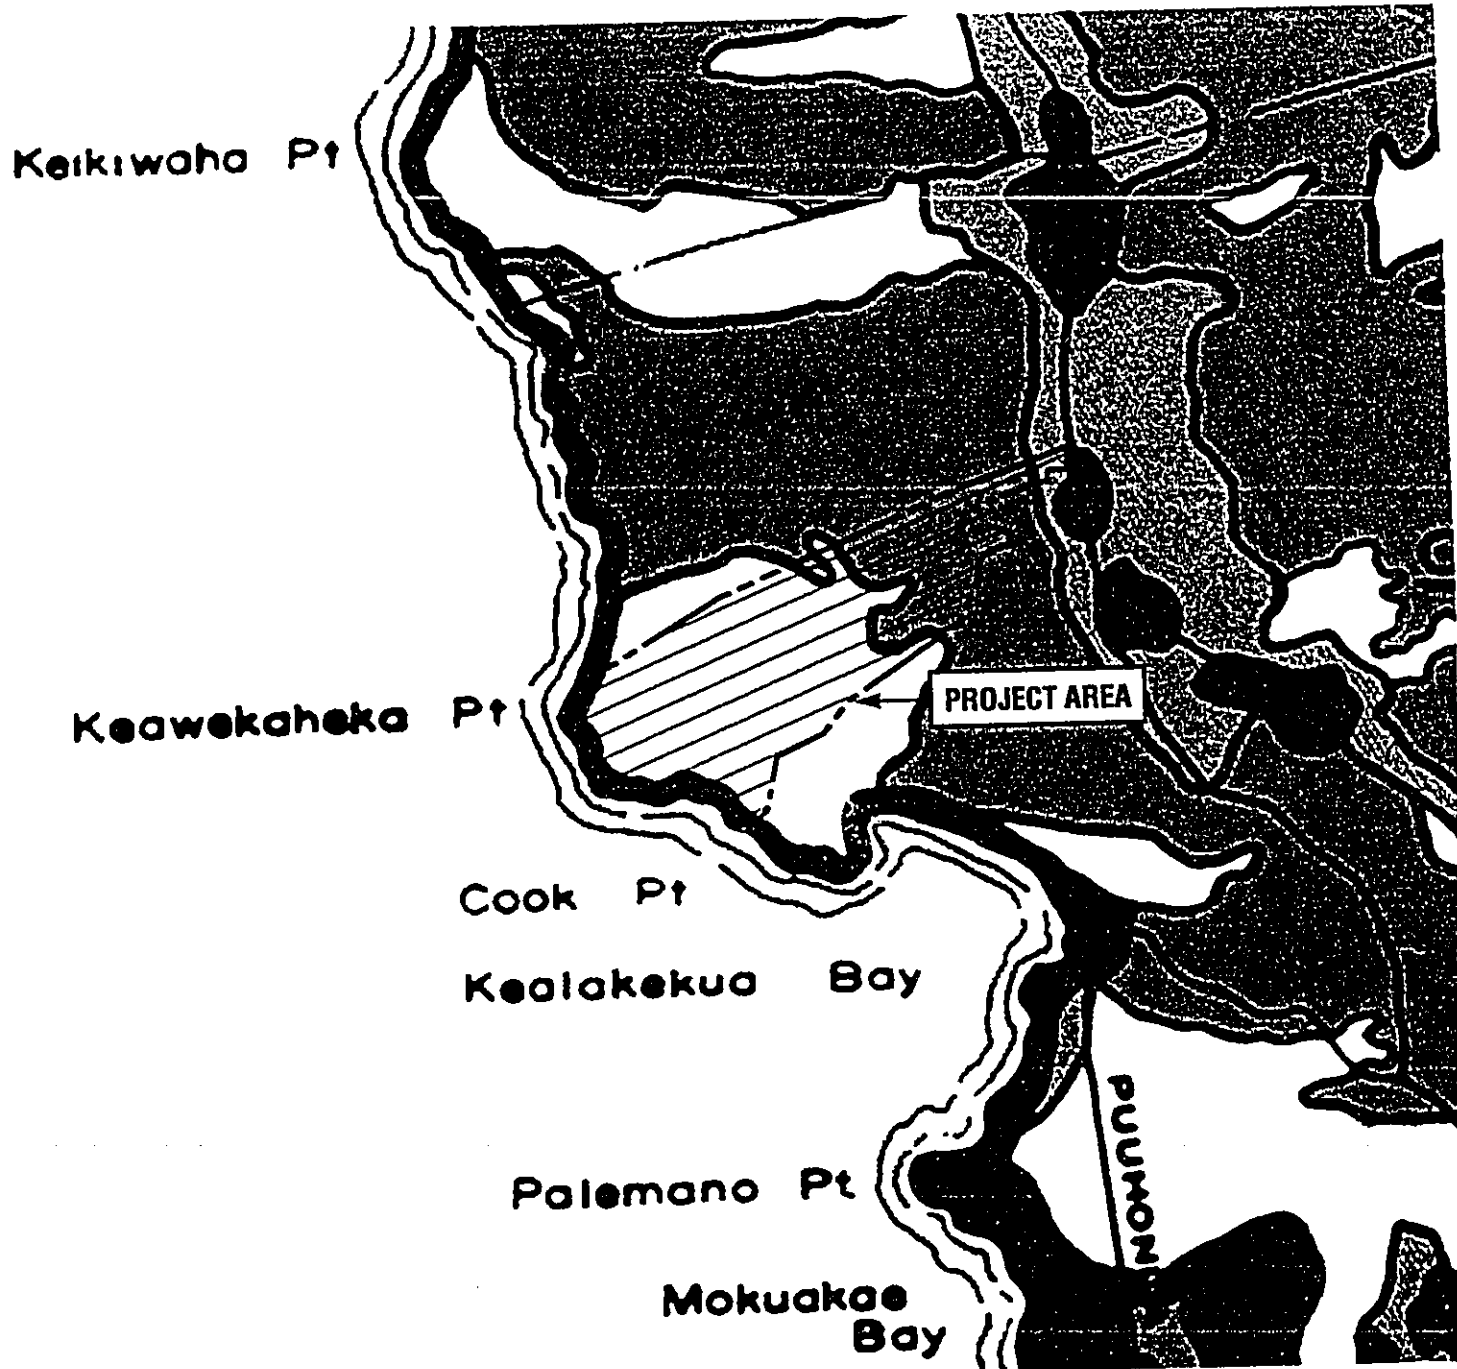 Keikiwaha Pt
Keawekaheka Pt
PROJECT AREA
Cook Pt
Kealakekua Bay
PUUHON
Palemano Pt
Mokuakae
Bay